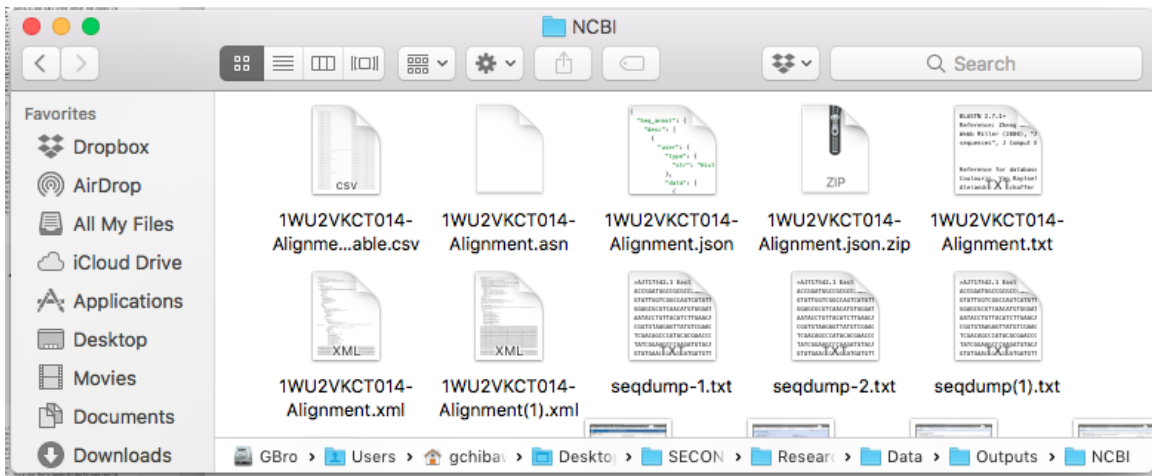 NCBI
Search
Favorites
Dropbox
AirDrop
All My Files
iCloud Drive
Applications
Desktop
Movies
Documents
Downloads
CSV
ZIP
TXT
1WU2VKCT014-
Alignme...able.csv
1WU2VKCT014-
Alignment.asn
1WU2VKCT014-
Alignment.json
1WU2VKCT014-
Alignment.json.zip
1WU2VKCT014-
Alignment.txt
XML
XML
TXT
TXT
TXT
1WU2VKCT014-
Alignment.xml
1WU2VKCT014-
Alignment(1).xml
seqdump-1.txt
seqdump-2.txt
seqdump(1).txt
GBro › Users › gchiba › Deskto › SECON › Resear › Data › Outputs › NCBI